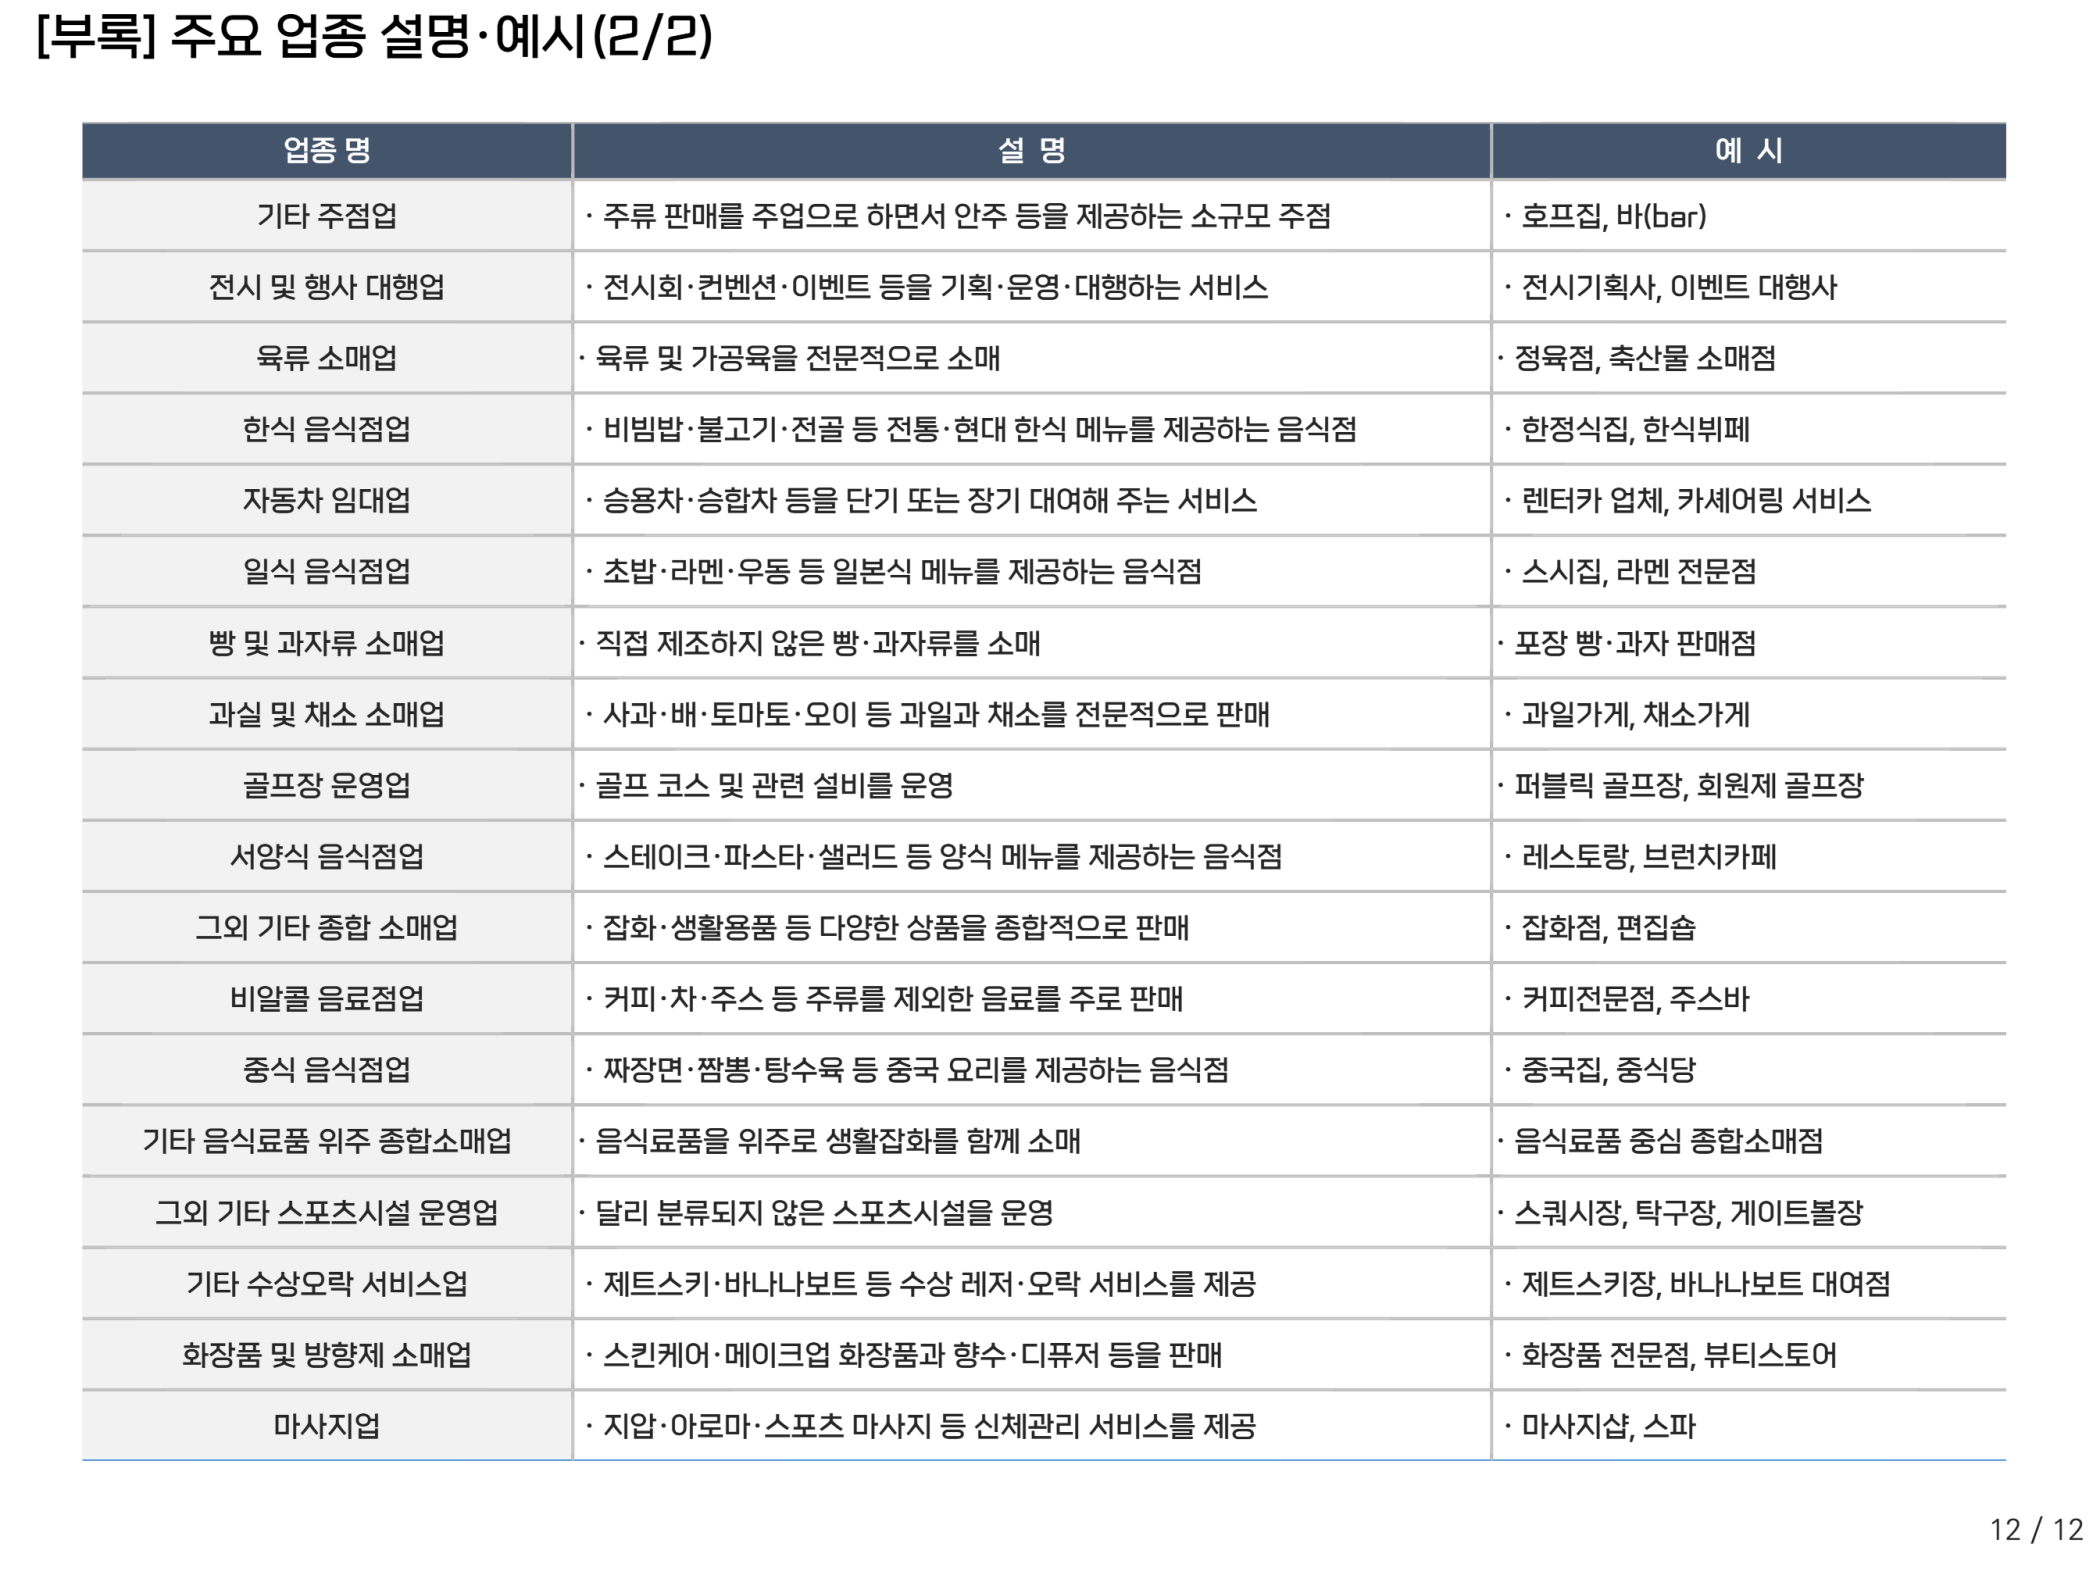 [부록] 주요 업종 설명·예시(2/2)
업종 명 설 명 예 시
기타 주점업 · 주류 판매를 주업으로 하면서 안주 등을 제공하는 소규모 주점 · 호프집, 바(bar)
전시 및 행사 대행업 · 전시회·컨벤션·이벤트 등을 기획·운영·대행하는 서비스 · 전시기획사, 이벤트 대행사
육류 소매업 · 육류 및 가공육을 전문적으로 소매 · 정육점, 축산물 소매점
한식 음식점업 · 비빔밥·불고기·전골 등 전통·현대 한식 메뉴를 제공하는 음식점 · 한정식집, 한식뷔페
자동차 임대업 · 승용차·승합차 등을 단기 또는 장기 대여해 주는 서비스 · 렌터카 업체, 카셰어링 서비스
일식 음식점업 · 초밥·라멘·우동 등 일본식 메뉴를 제공하는 음식점 · 스시집, 라멘 전문점
빵 및 과자류 소매업 · 직접 제조하지 않은 빵·과자류를 소매 · 포장 빵·과자 판매점
과실 및 채소 소매업 · 사과·배·토마토·오이 등 과일과 채소를 전문적으로 판매 · 과일가게, 채소가게
골프장 운영업 · 골프 코스 및 관련 설비를 운영 · 퍼블릭 골프장, 회원제 골프장
서양식 음식점업 · 스테이크·파스타·샐러드 등 양식 메뉴를 제공하는 음식점 · 레스토랑, 브런치카페
그외 기타 종합 소매업 · 잡화·생활용품 등 다양한 상품을 종합적으로 판매 · 잡화점, 편집숍
비알콜 음료점업 · 커피·차·주스 등 주류를 제외한 음료를 주로 판매 · 커피전문점, 주스바
중식 음식점업 · 짜장면·짬뽕·탕수육 등 중국 요리를 제공하는 음식점 · 중국집, 중식당
기타 음식료품 위주 종합소매업 · 음식료품을 위주로 생활잡화를 함께 소매 · 음식료품 중심 종합소매점
그외 기타 스포츠시설 운영업 · 달리 분류되지 않은 스포츠시설을 운영 · 스쿼시장, 탁구장, 게이트볼장
기타 수상오락 서비스업 · 제트스키·바나나보트 등 수상 레저·오락 서비스를 제공 · 제트스키장, 바나나보트 대여점
화장품 및 방향제 소매업 · 스킨케어·메이크업 화장품과 향수·디퓨저 등을 판매 · 화장품 전문점, 뷰티스토어
마사지업 · 지압·아로마·스포츠 마사지 등 신체관리 서비스를 제공 · 마사지샵, 스파
12 / 12